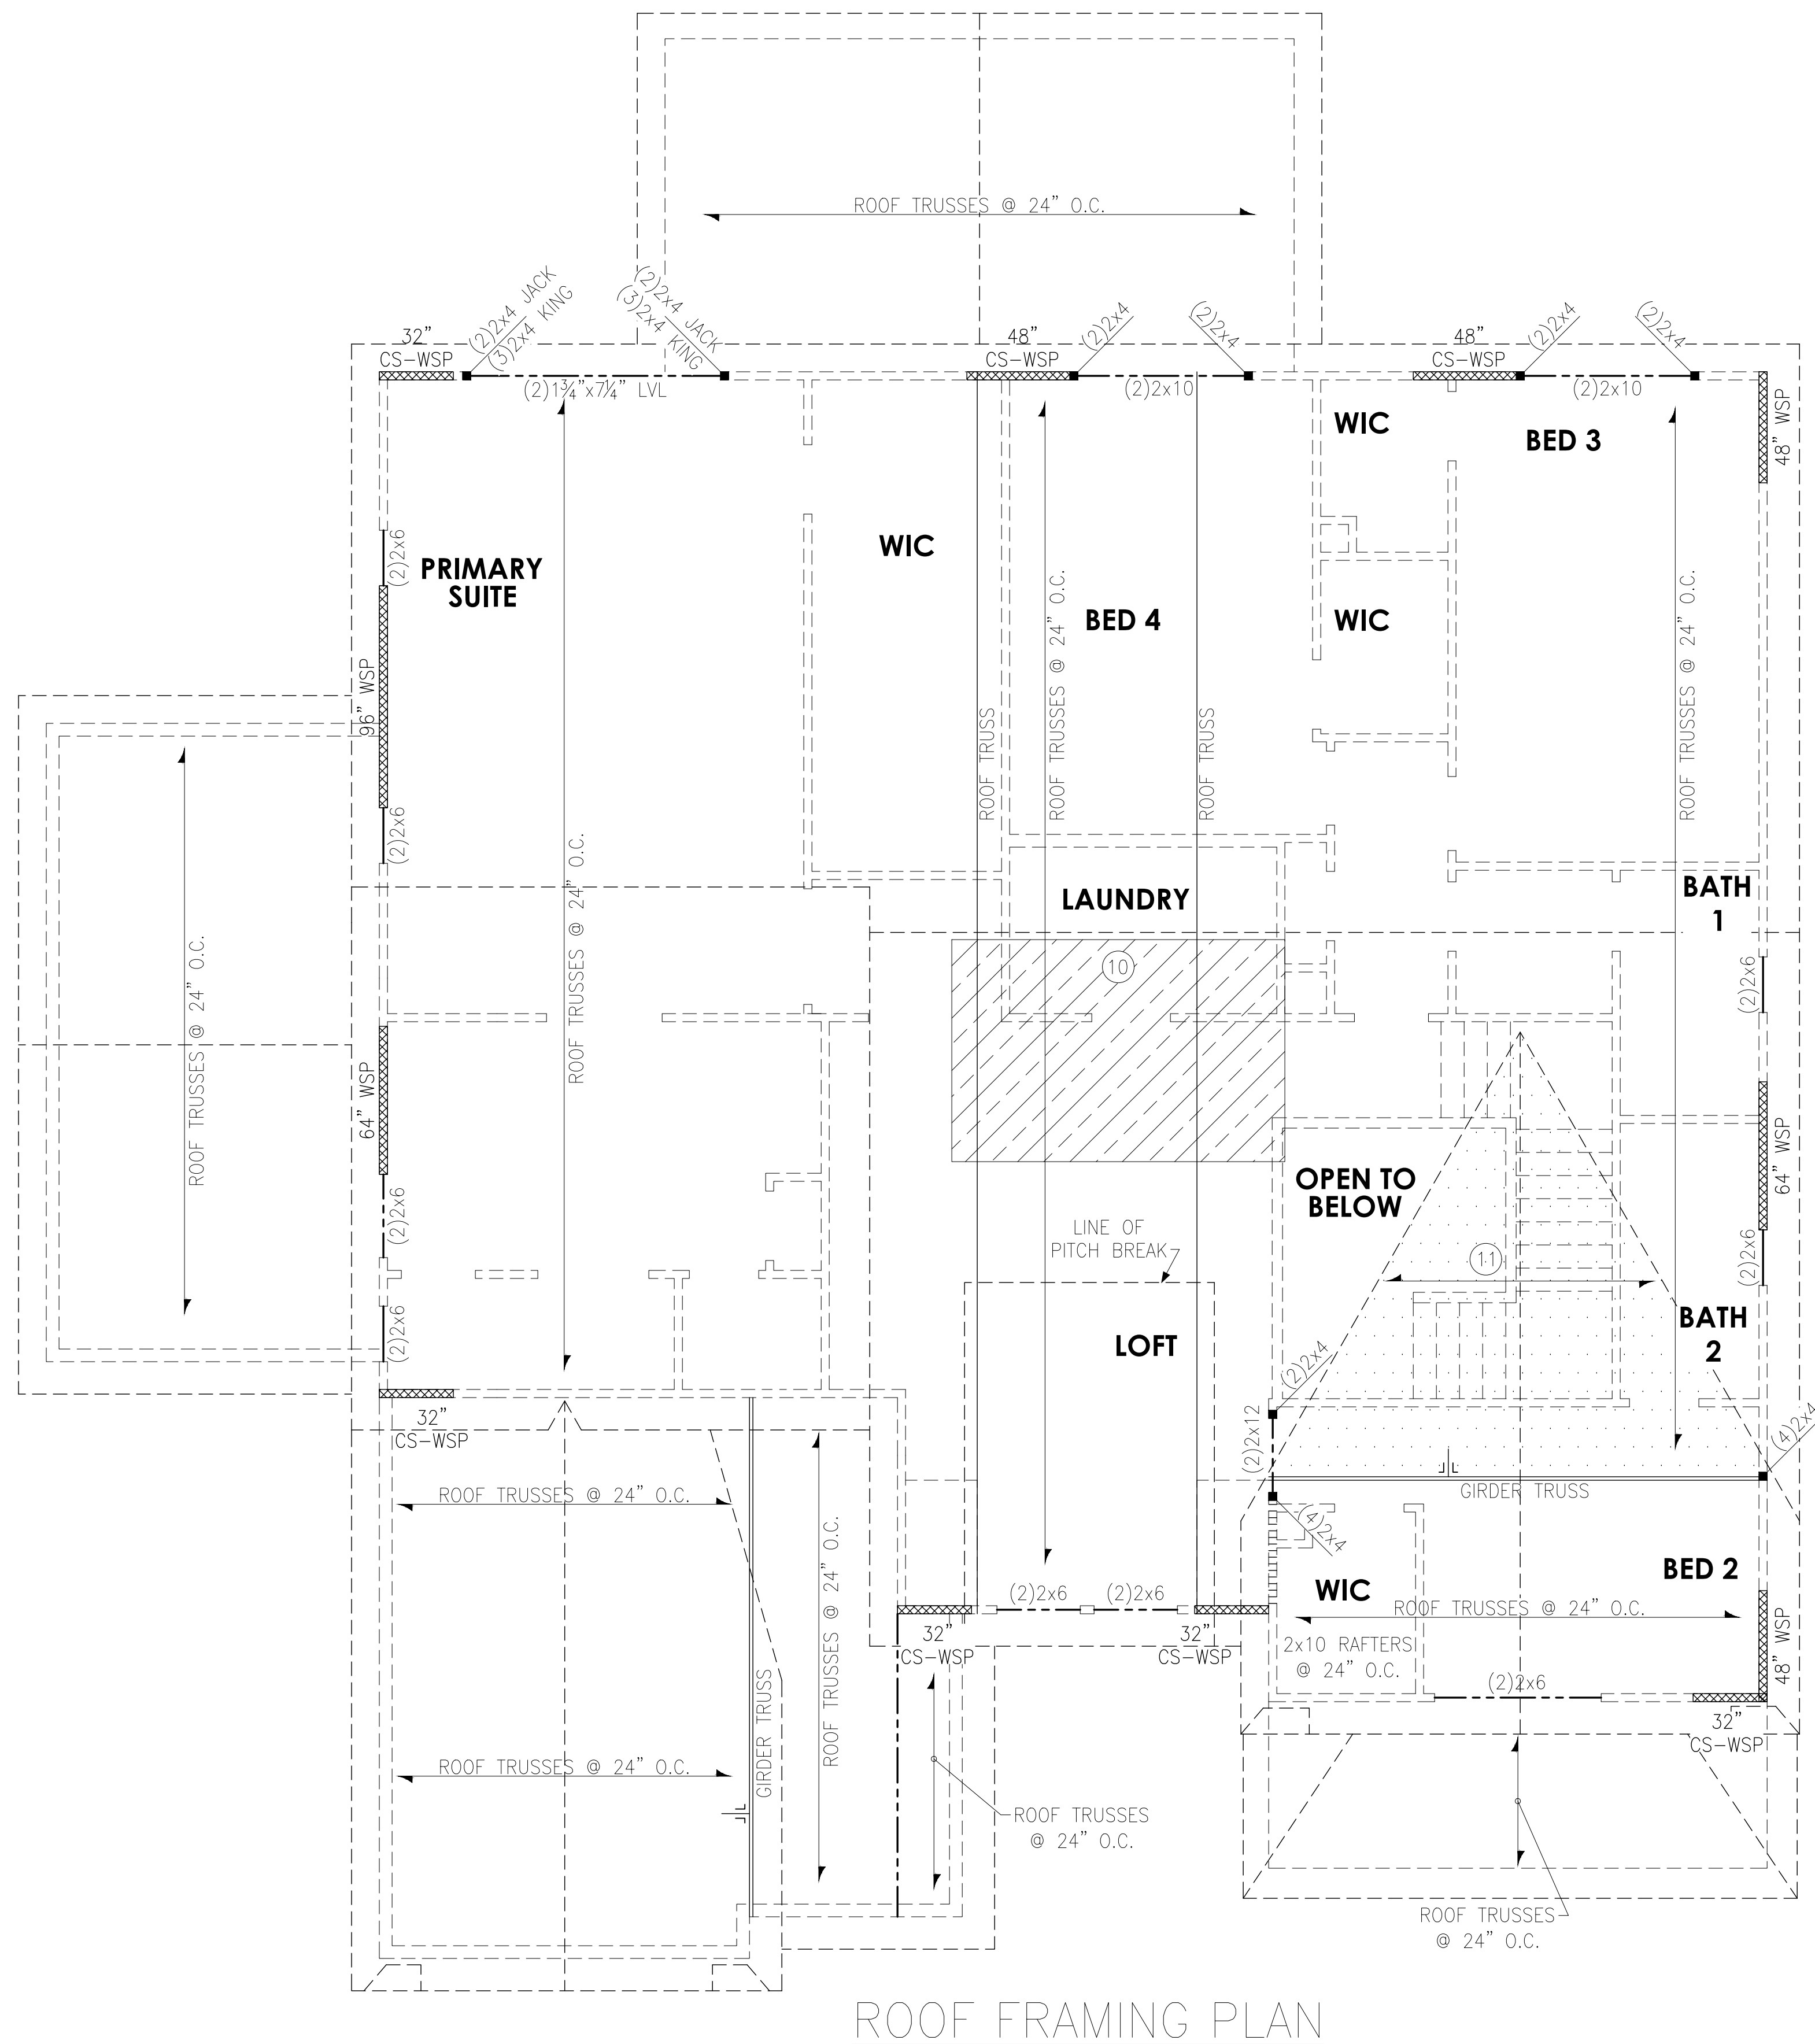 ROOF TRUSSES @ 24" O.C.
32"
CS-WSP
(2)2x4 JACK
(3)2x4 KING
(2)2x4 JACK
(3)2x4 KING
(2)1¾"x7¼" LVL
48"
CS-WSP
(2)2x4
(2)2x4
(2)2x10
48"
CS-WSP
(2)2x4
(2)2x4
(2)2x10
48" WSP
WIC
BED 3
(2)2x6
PRIMARY
SUITE
WIC
BED 4
WIC
96" WSP
(2)2x6
ROOF TRUSS
ROOF TRUSSES @ 24" O.C.
ROOF TRUSS
ROOF TRUSSES @ 24" O.C.
ROOF TRUSSES @ 24" O.C.
LAUNDRY
BATH
1
10
(2)2x6
ROOF TRUSSES @ 24" O.C.
64" WSP
(2)2x6
(2)2x6
OPEN TO
BELOW
LINE OF
PITCH BREAK
11
64" WSP
(2)2x6
LOFT
BATH
2
(2)2x4
(2)2x12
(4)2x4
(4)2x4
GIRDER TRUSS
32"
CS-WSP
ROOF TRUSSES @ 24" O.C.
ROOF TRUSSES @ 24" O.C.
(2)2x6
(2)2x6
32"
CS-WSP
32"
CS-WSP
WIC
BED 2
ROOF TRUSSES @ 24" O.C.
2x10 RAFTERS
@ 24" O.C.
(2)2x6
48" WSP
32"
CS-WSP
GIRDER TRUSS
ROOF TRUSSES @ 24" O.C.
ROOF TRUSSES
@ 24" O.C.
ROOF TRUSSES
@ 24" O.C.
ROOF FRAMING PLAN